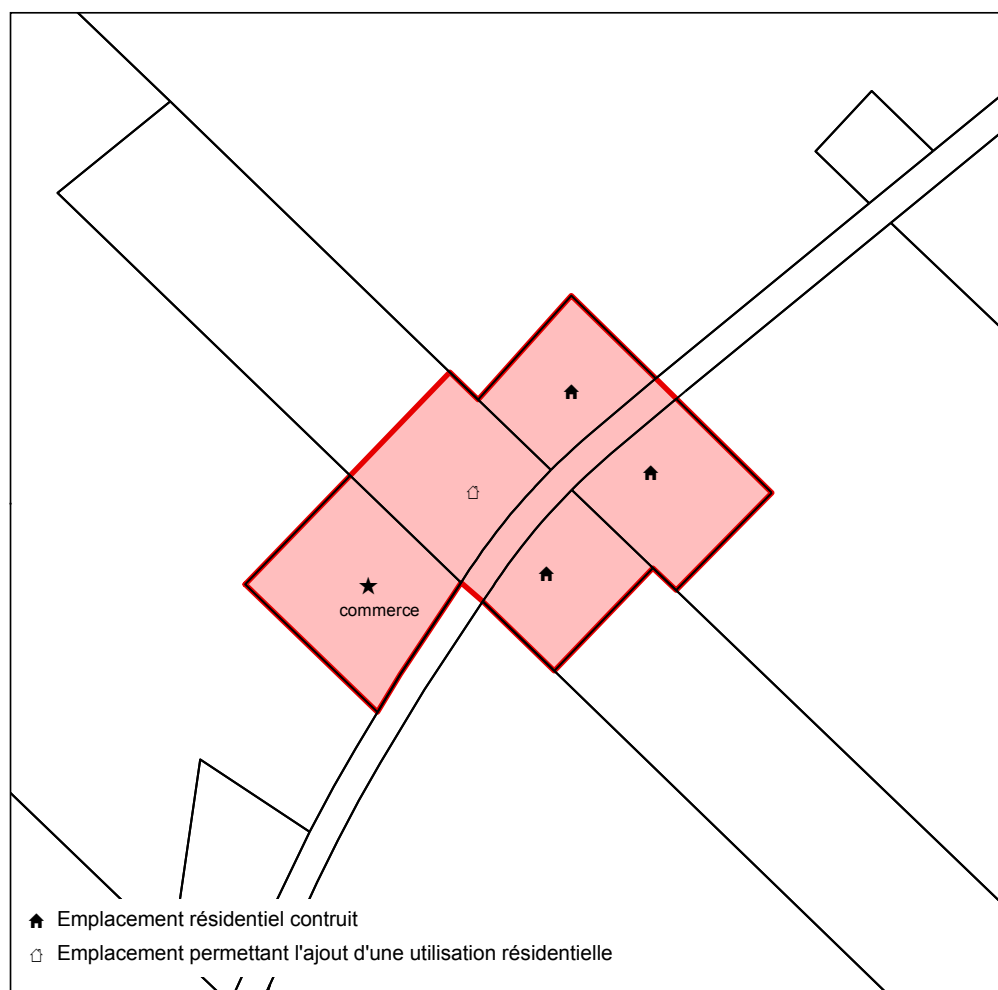 commerce
Emplacement résidentiel contruit
Emplacement permettant l'ajout d'une utilisation résidentielle